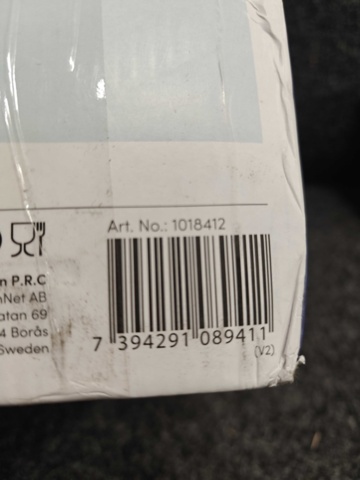 Art. No.: 1018412
n P.R.C
nNet AB
atan 69
4 Borås
Sweden
7 394291 089411
(V2)